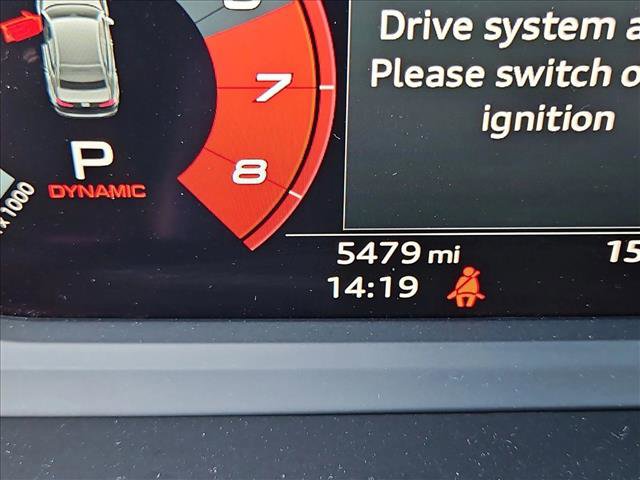 Drive system a
Please switch o
ignition
7
8
P
DYNAMIC
x 1000
5479 mi
15
14:19